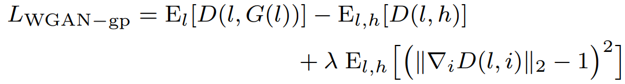 L_{WGAN-gp} = E_l[D(l, G(l))] − E_{l,h}[D(l, h)]
+ λ E_{l,h}[(‖∇_i D(l, i)‖_2 − 1)^2]